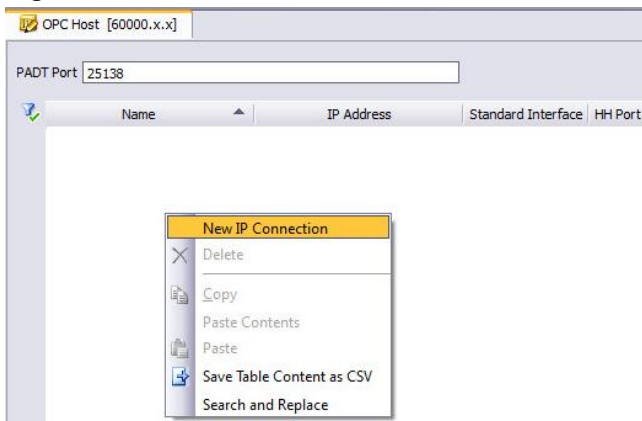 OPC Host [60000.x.x]
PADT Port 25138
Name IP Address Standard Interface HH Port
New IP Connection
Delete
Copy
Paste Contents
Paste
Save Table Content as CSV
Search and Replace